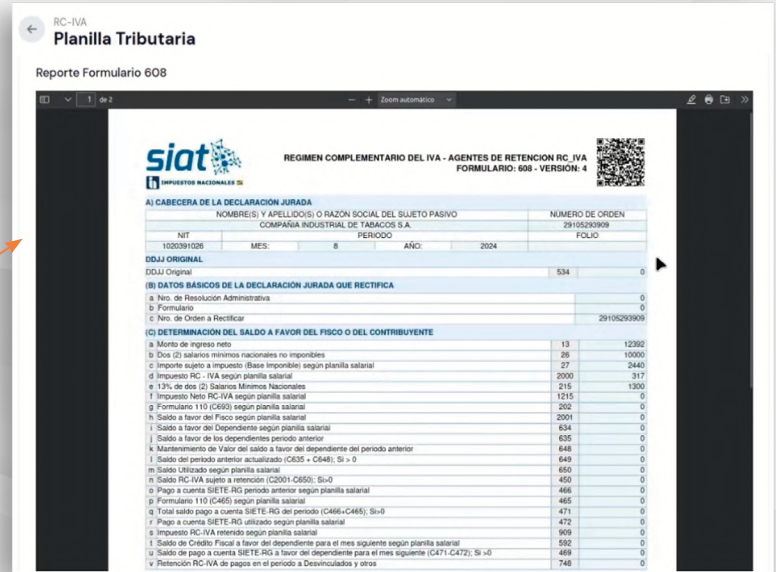 RC-IVA
Planilla Tributaria
Reporte Formulario 608
1 de 2
Zoom automático
siat
IMPUESTOS NACIONALES
REGIMEN COMPLEMENTARIO DEL IVA - AGENTES DE RETENCION RC_IVA
FORMULARIO: 608 - VERSIÓN: 4
A) CABECERA DE LA DECLARACIÓN JURADA
NOMBRE(S) Y APELLIDO(S) O RAZÓN SOCIAL DEL SUJETO PASIVO NÚMERO DE ORDEN
COMPAÑIA INDUSTRIAL DE TABACOS S.A. 29105293909
NIT PERIODO FOLIO
1020391026 MES: 8 AÑO: 2024
DDJJ ORIGINAL
DDJJ Original 534 0
(B) DATOS BÁSICOS DE LA DECLARACIÓN JURADA QUE RECTIFICA
a Nro. de Resolución Administrativa 0
b Formulario 0
c Nro. de Orden a Rectificar 29105293909
(C) DETERMINACIÓN DEL SALDO A FAVOR DEL FISCO O DEL CONTRIBUYENTE
a Monto de ingreso neto 13 12392
b Dos (2) salarios mínimos nacionales no imponibles 26 10000
c Importe sujeto a impuesto (Base Imponible) según planilla salarial 27 2440
d Impuesto RC - IVA según planilla salarial 2000 317
e 13% de dos (2) Salarios Mínimos Nacionales 215 1300
f Impuesto Neto RC-IVA según planilla salarial 1215 0
g Formulario 110 (C693) según planilla salarial 202 0
h Saldo a favor del Fisco según planilla salarial 2001 0
i Saldo a favor del Dependiente según planilla salarial 634 0
j Saldo a favor de los dependientes periodo anterior 635 0
k Mantenimiento de Valor del saldo a favor del dependiente del periodo anterior 648 0
l Saldo del periodo anterior actualizado (C635 + C648); Si > 0 649 0
m Saldo Utilizado según planilla salarial 650 0
n Saldo RC-IVA sujeto a retención (C2001-C650); Si>0 450 0
o Pago a cuenta SIETE-RG periodo anterior según planilla salarial 466 0
p Formulario 110 (C465) según planilla salarial 465 0
q Total saldo pago a cuenta SIETE-RG del periodo (C466+C465); Si>0 471 0
r Pago a cuenta SIETE-RG utilizado según planilla salarial 472 0
s Impuesto RC-IVA retenido según planilla salarial 909 0
t Saldo de Crédito Fiscal a favor del dependiente para el mes siguiente según planilla salarial 592 0
u Saldo de pago a cuenta SIETE-RG a favor del dependiente para el mes siguiente (C471-C472); Si >0 469 0
v Retención RC-IVA de pagos en el periodo a Desvinculados y otros 748 0